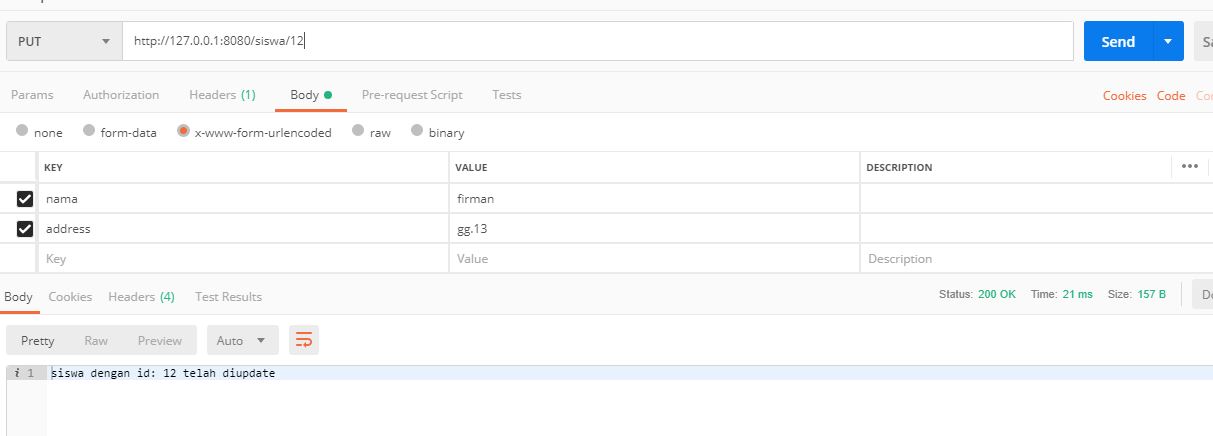 PUT http://127.0.0.1:8080/siswa/12 Send Sa
Params Authorization Headers (1) Body Pre-request Script Tests Cookies Code Co
none form-data x-www-form-urlencoded raw binary
KEY VALUE DESCRIPTION •••
nama firman
address gg.13
Key Value Description
Body Cookies Headers (4) Test Results Status: 200 OK Time: 21 ms Size: 157 B Do
Pretty Raw Preview Auto
i 1 siswa dengan id: 12 telah diupdate